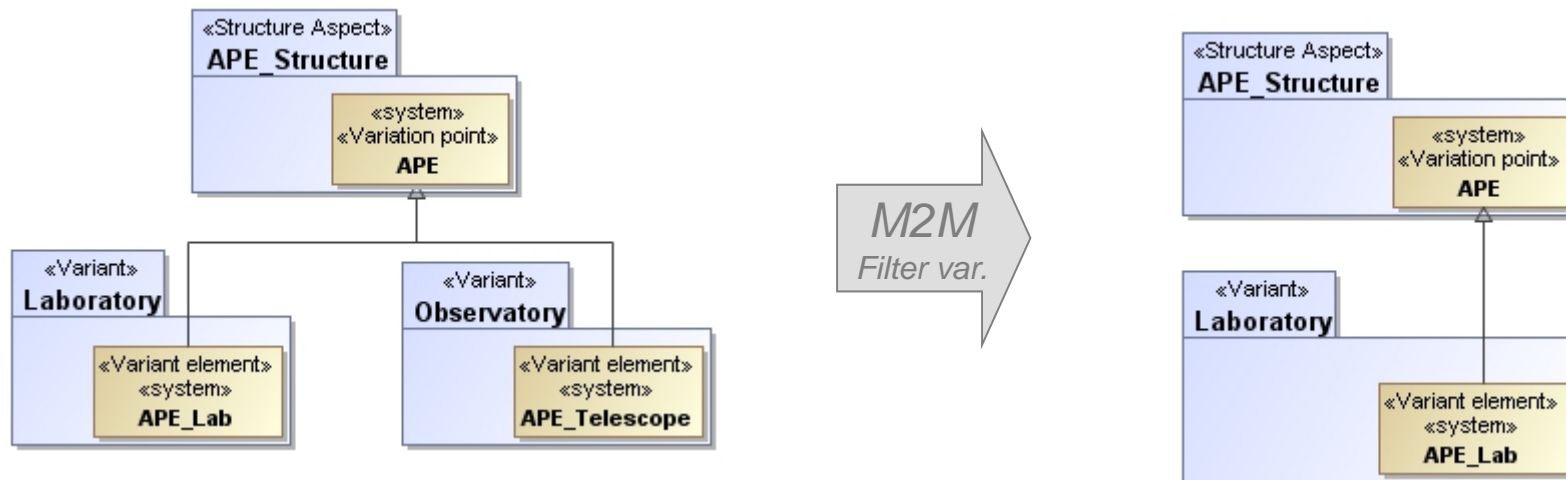 «Structure Aspect»
APE_Structure
«system»
«Variation point»
APE
«Variant»
Laboratory
«Variant element»
«system»
APE_Lab
«Variant»
Observatory
«Variant element»
«system»
APE_Telescope
M2M
Filter var.
«Structure Aspect»
APE_Structure
«system»
«Variation point»
APE
«Variant»
Laboratory
«Variant element»
«system»
APE_Lab